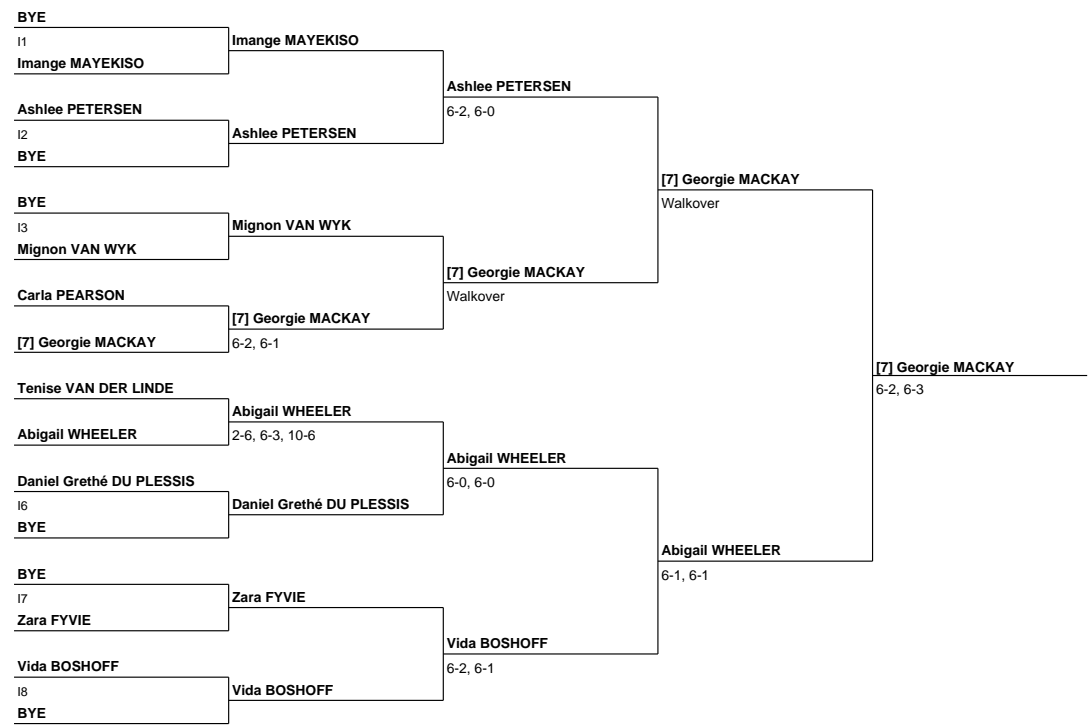 BYE
I1
Imange MAYEKISO
Imange MAYEKISO
Ashlee PETERSEN
6-2, 6-0
Ashlee PETERSEN
I2
Ashlee PETERSEN
BYE
[7] Georgie MACKAY
Walkover
BYE
I3
Mignon VAN WYK
Mignon VAN WYK
[7] Georgie MACKAY
Walkover
Carla PEARSON
[7] Georgie MACKAY
[7] Georgie MACKAY
6-2, 6-1
[7] Georgie MACKAY
6-2, 6-3
Tenise VAN DER LINDE
Abigail WHEELER
Abigail WHEELER
2-6, 6-3, 10-6
Abigail WHEELER
6-0, 6-0
Daniel Grethé DU PLESSIS
I6
Daniel Grethé DU PLESSIS
BYE
Abigail WHEELER
6-1, 6-1
BYE
I7
Zara FYVIE
Zara FYVIE
Vida BOSHOFF
6-2, 6-1
Vida BOSHOFF
I8
Vida BOSHOFF
BYE